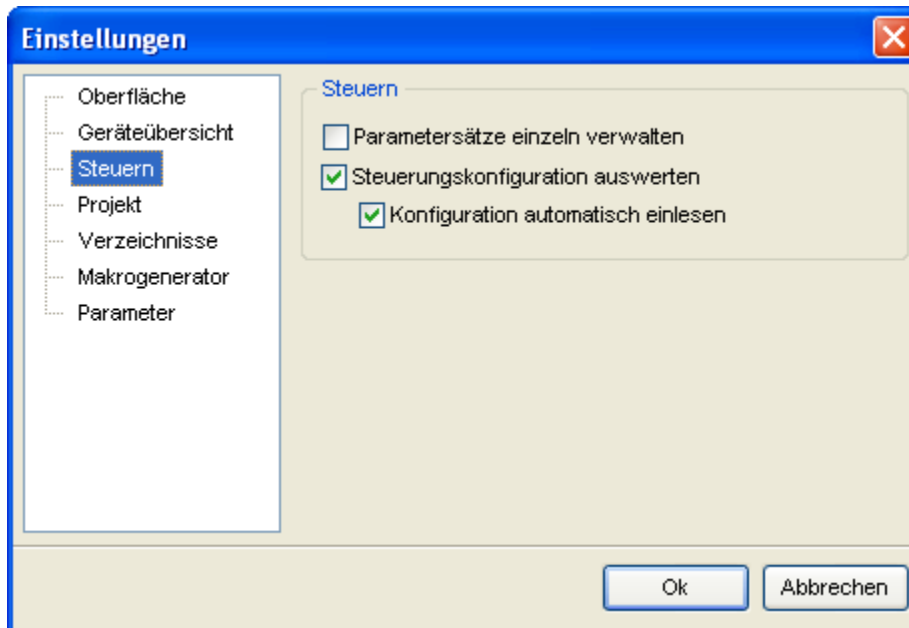 Einstellungen
Oberfläche
Geräteübersicht
Steuern
Projekt
Verzeichnisse
Makrogenerator
Parameter
Steuern
Parametersätze einzeln verwalten
Steuerungskonfiguration auswerten
Konfiguration automatisch einlesen
Ok
Abbrechen